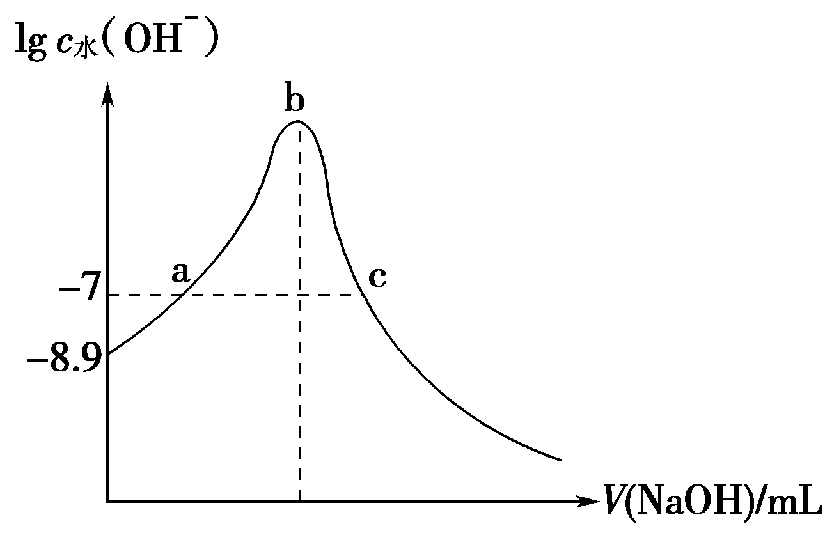 lg c水(OH⁻)
b
a
c
−7
−8.9
V(NaOH)/mL